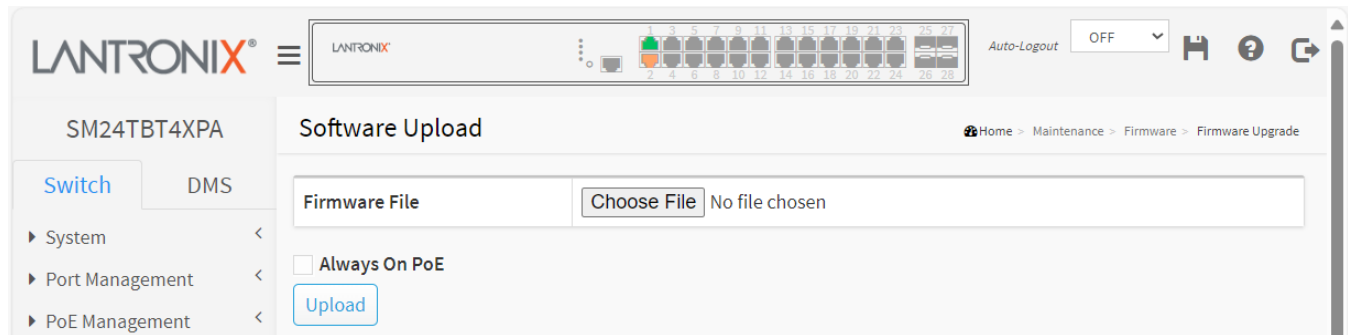 LANTRONIX®
LANTRONIX®
1 3 5 7 9 11 13 15 17 19 21 23 25 27
2 4 6 8 10 12 14 16 18 20 22 24 26 28
Auto-Logout OFF
SM24TBT4XPA
Software Upload
Home > Maintenance > Firmware > Firmware Upgrade
Switch DMS
Firmware File Choose File No file chosen
System
Always On PoE
Port Management
Upload
PoE Management